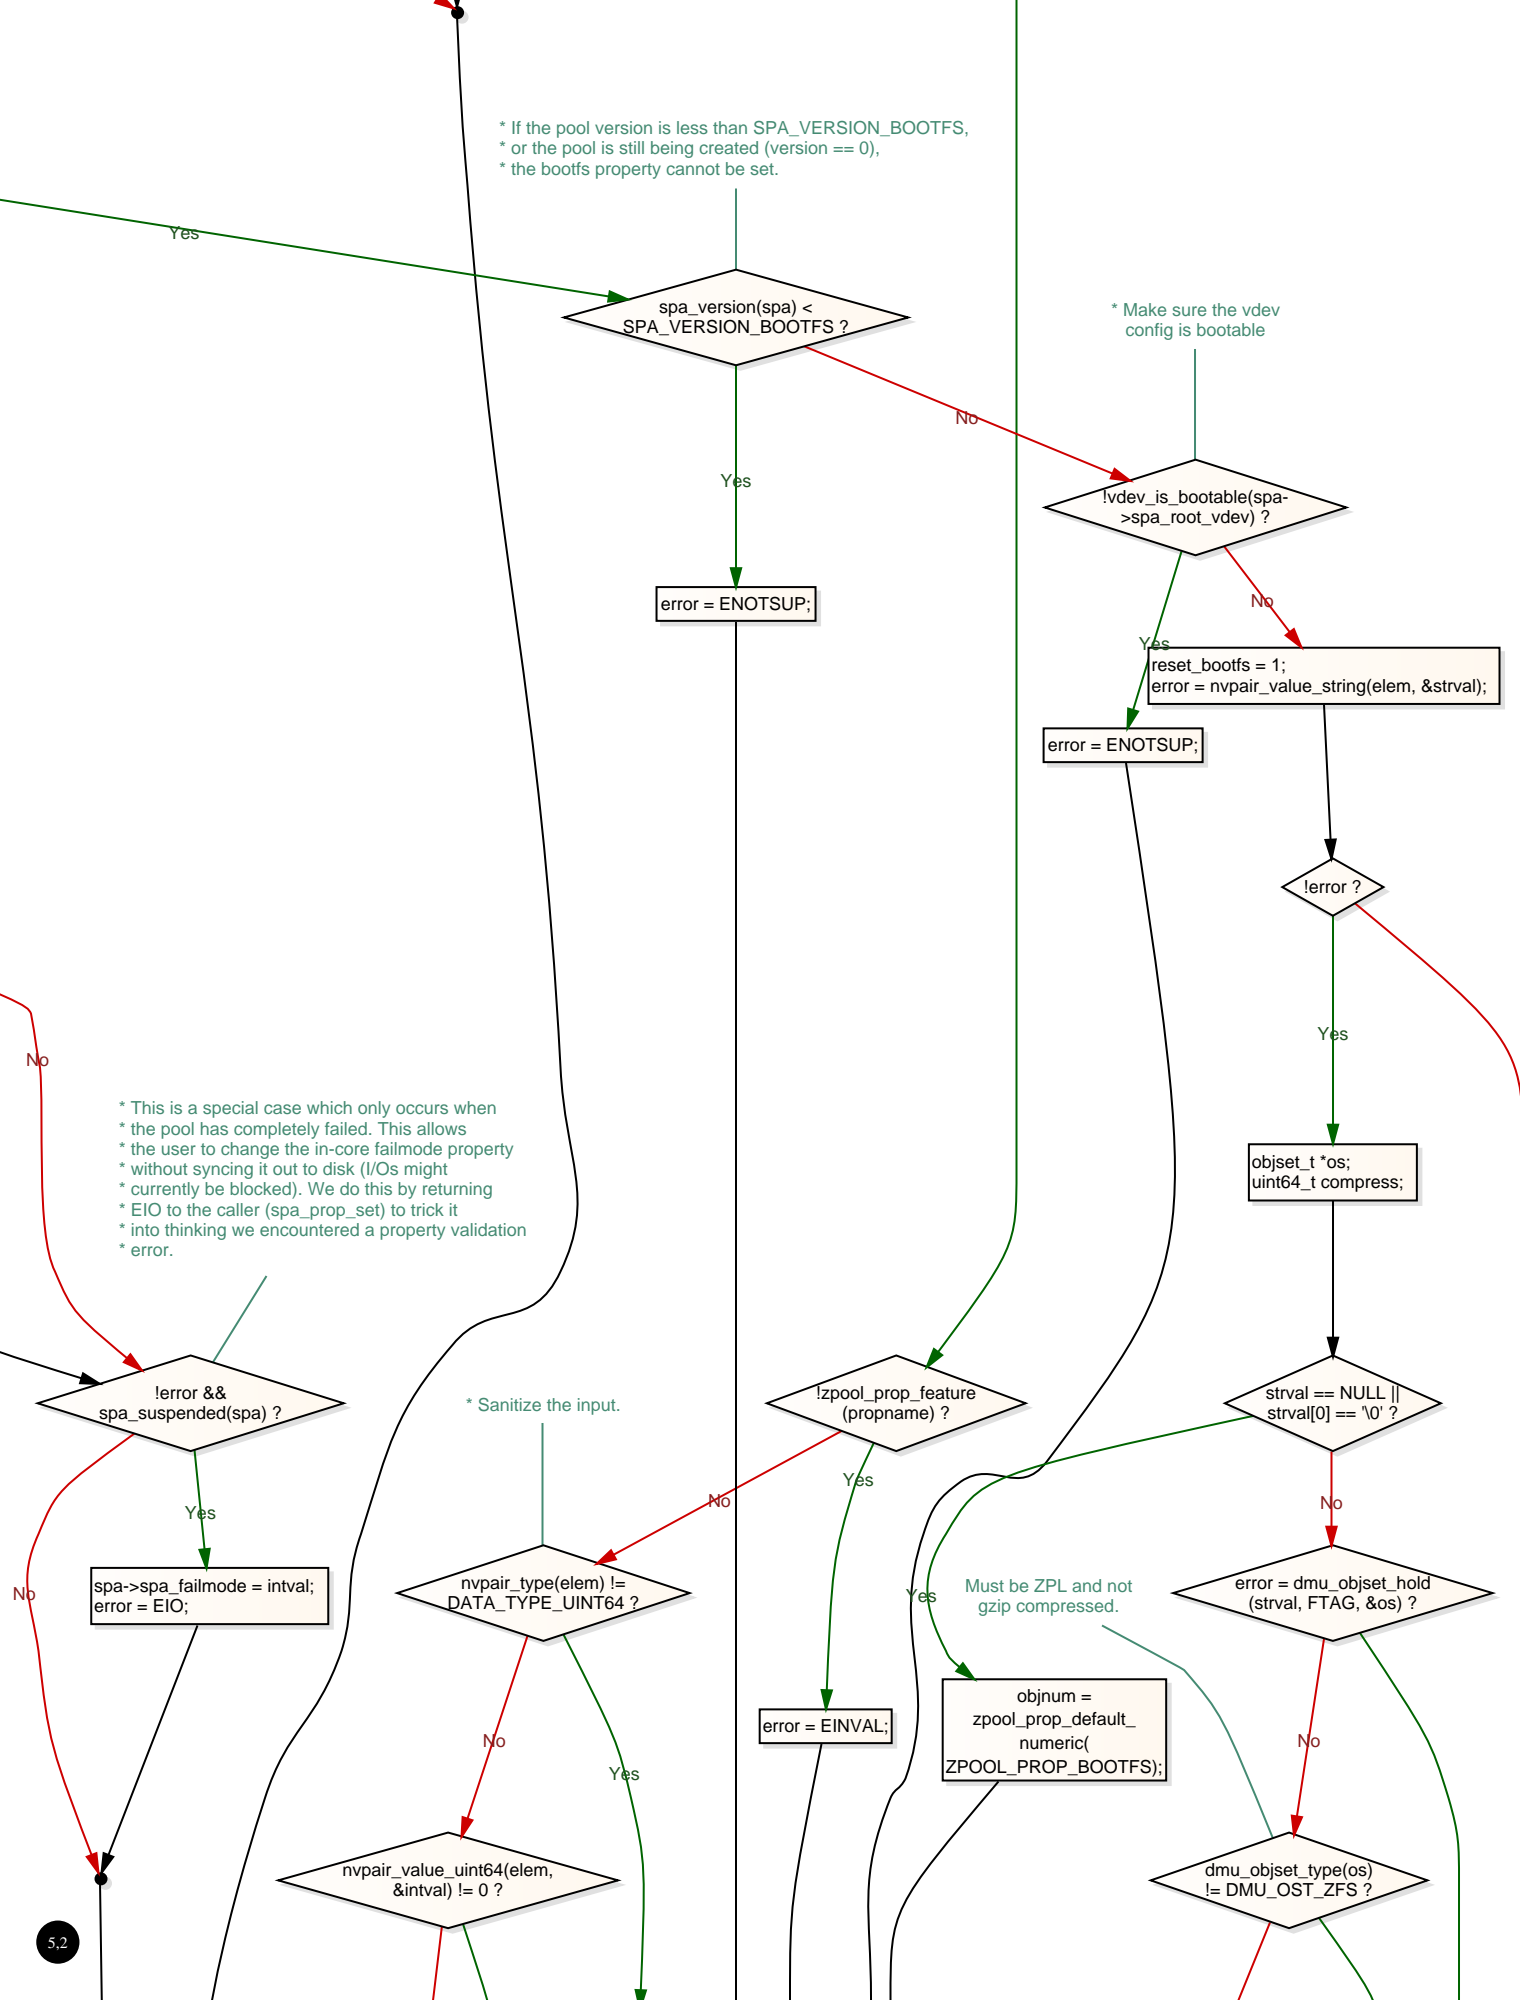 * If the pool version is less than SPA_VERSION_BOOTFS,
* or the pool is still being created (version == 0),
* the bootfs property cannot be set.
Yes
spa_version(spa) <
SPA_VERSION_BOOTFS ?
* Make sure the vdev
config is bootable
No
Yes
!vdev_is_bootable(spa-
>spa_root_vdev) ?
error = ENOTSUP;
No
Yes
reset_bootfs = 1;
error = nvpair_value_string(elem, &strval);
error = ENOTSUP;
!error ?
Yes
No
* This is a special case which only occurs when
* the pool has completely failed. This allows
* the user to change the in-core failmode property
* without syncing it out to disk (I/Os might
* currently be blocked). We do this by returning
* EIO to the caller (spa_prop_set) to trick it
* into thinking we encountered a property validation
* error.
objset_t *os;
uint64_t compress;
!error &&
spa_suspended(spa) ?
* Sanitize the input.
!zpool_prop_feature
(propname) ?
strval == NULL ||
strval[0] == '\0' ?
Yes
No
Yes
No
No
spa->spa_failmode = intval;
error = EIO;
nvpair_type(elem) !=
DATA_TYPE_UINT64 ?
Yes
Must be ZPL and not
gzip compressed.
error = dmu_objset_hold
(strval, FTAG, &os) ?
error = EINVAL;
objnum =
zpool_prop_default_
numeric(
ZPOOL_PROP_BOOTFS);
No
Yes
No
nvpair_value_uint64(elem,
&intval) != 0 ?
dmu_objset_type(os)
!= DMU_OST_ZFS ?
5,2